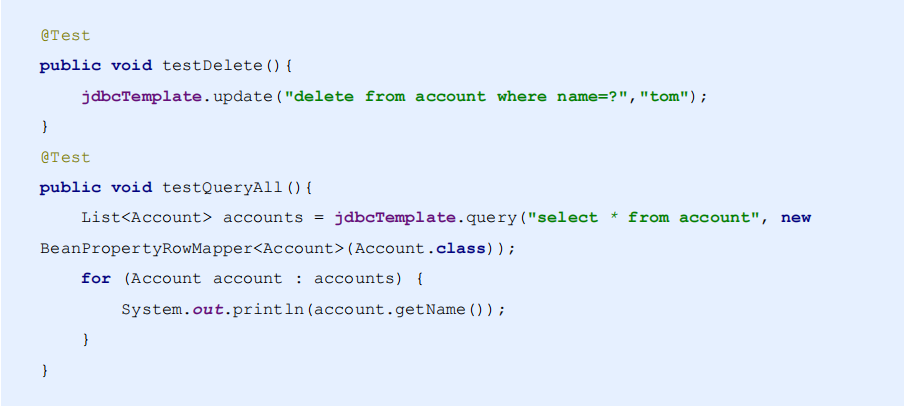 @Test
public void testDelete(){
    jdbcTemplate.update("delete from account where name=?","tom");
}
@Test
public void testQueryAll(){
    List<Account> accounts = jdbcTemplate.query("select * from account", new
BeanPropertyRowMapper<Account>(Account.class));
    for (Account account : accounts) {
        System.out.println(account.getName());
    }
}